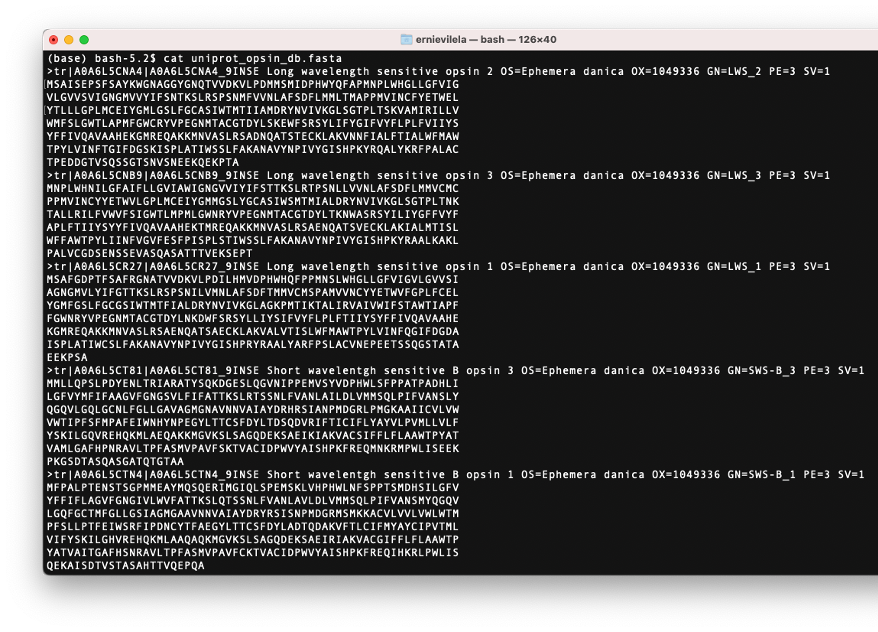 ernievilela — bash — 126×40
(base) bash-5.2$ cat uniprot_opsin_db.fasta
>tr|A0A6L5CNA4|A0A6L5CNA4_9INSE Long wavelength sensitive opsin 2 OS=Ephemera danica OX=1049336 GN=LWS_2 PE=3 SV=1
MSAISEPSFSAYKWGNAGGYGNQTVVDKVLPDMMSMIDPHWYQFAPMNPLWHGLLGFVIG
VLGVVSVIGNGMVVYIFSNTKSLRSPSNMFVVNLAFSDFLMMLTMAPPMVINCFYETWEL
YTLLLGPLMCEIYGMLGSLFGCASIWTMTIIAMDRYNVIVKGLSGTPLTSKVAMIRILLV
WMFSLGWTLAPMFGWCRYVPEGNMTACGTDYLSKEWFSRSYLIFYGIFVYFLPLFVIIYS
YFFIVQAVAAHEKGMREQAKKMNVASLRSADNQATSTECKLAKVNNFIALFTIALWFMAW
TPYLVINFTGIFDGSKISPLATIWSSLFAKANAVYNPIVYGISHPKYRQALYKRFPALAC
TPEDDGTVSQSSGTSNVSNEEKQEKPTA
>tr|A0A6L5CNB9|A0A6L5CNB9_9INSE Long wavelength sensitive opsin 3 OS=Ephemera danica OX=1049336 GN=LWS_3 PE=3 SV=1
MNPLWHNILGFAIFLLGVIAWIGNGVVIYIFSTTKSLRTPSNLLVVNLAFSDFLMMVCMC
PPMVINCYYETWVLGPLMCEIYGMMGSLYGCASIWSMTMIALDRYNVIVKGLSGTPLTNK
TALLRILFVWVFSIGWTLMPMLGWNRYVPEGNMTACGTDYLTKNWASRSYILIYGFFVYF
APLFTIIYSYYFIVQAVAAHEKTMREQAKKMNVASLRSAENQATSVECKLAKIALMTISL
WFFAWTPYLIINFVGVFESFPISPLSTIWSSLFAKANAVYNPIVYGISHPKYRAALKAKL
PALVCGDSENSSEVASQASATTTVEKSEPT
>tr|A0A6L5CR27|A0A6L5CR27_9INSE Long wavelength sensitive opsin 1 OS=Ephemera danica OX=1049336 GN=LWS_1 PE=3 SV=1
MSAFGDPTFSAFRGNATVVDKVLPDILHMVDPHWHQFPPMNSLWHGLLGFVIGVLGVVSI
AGNGMVLYIFGTTKSLRSPSNILVMNLAFSDFTMMVCMSPAMVVNCYYETWVFGPLFCEL
YGMFGSLFGCGSIWTMTFIALDRYNVIVKGLAGKPMTIKTALIRVAIVWIFSTAWTIAPF
FGWNRYVPEGNMTACGTDYLNKDWFSRSYLLIYSIFVYFLPLFTIIYSYFFIVQAVAAHE
KGMREQAKKMNVASLRSAENQATSAECKLAKVALVTISLWFMAWTPYLVINFQGIFDGDA
ISPLATIWCSLFAKANAVYNPIVYGISHPRYRAALYARFPSLACVNEPEETSSQGSTATA
EEKPSA
>tr|A0A6L5CT81|A0A6L5CT81_9INSE Short wavelentgh sensitive B opsin 3 OS=Ephemera danica OX=1049336 GN=SWS-B_3 PE=3 SV=1
MMLLQPSLPDYENLTRIARATYSQKDGESLQGVNIPPEMVSYVDPHWLSFPPATPADHLI
LGFVYMFIFAAGVFGNGSVLFIFATTKSLRTSSNLFVANLAILDLVMMSQLPIFVANSLY
QGQVLGQLGCNLFGLLGAVAGMGNAVNNVAIAYDRHRSIANPMDGRLPMGKAAIICVLVW
VWTIPFSFMPAFEIWNHYNPEGYLTTCSFDYLTDSQDVRIFTICIFLYAYVLPVMLLVLF
YSKILGQVREHQKMLAEQAKKMGVKSLSAGQDEKSAEIKIAKVACSIFFLFLAAWTPYAT
VAMLGAFHPNRAVLTPFASMVPAVFSKTVACIDPWVYAISHPKFREQMNKRMPWLISEEK
PKGSDTASQASGATQTGTAA
>tr|A0A6L5CTN4|A0A6L5CTN4_9INSE Short wavelentgh sensitive B opsin 1 OS=Ephemera danica OX=1049336 GN=SWS-B_1 PE=3 SV=1
MFPALPTENSTSGPMMEAYMQSQERIMGIQLSPEMSKLVHPHWLNFSPPTSMDHSILGFV
YFFIFLAGVFGNGIVLWVFATTKSLQTSSNLFVANLAVLDLVMMSQLPIFVANSMYQGQV
LGQFGCTMFGLLGSIAGMGAAVNNVAIAYDRYRSISNPMDGRMSMKKACVLVVLVWLWTM
PFSLLPTFEIWSRFIPDNCYTFAEGYLTTCSFDYLADTQDAKVFTLCIFMYAYCIPVTML
VIFYSKILGHVREHQKMLAAQAQKMGVKSLSAGQDEKSAEIRIAKVACGIFFLFLAAWTP
YATVAITGAFHSNRAVLTPFASMVPAVFCKTVACIDPWVYAISHPKFREQIHKRLPWLIS
QEKAISDTVSTASAHTTVQEPQA